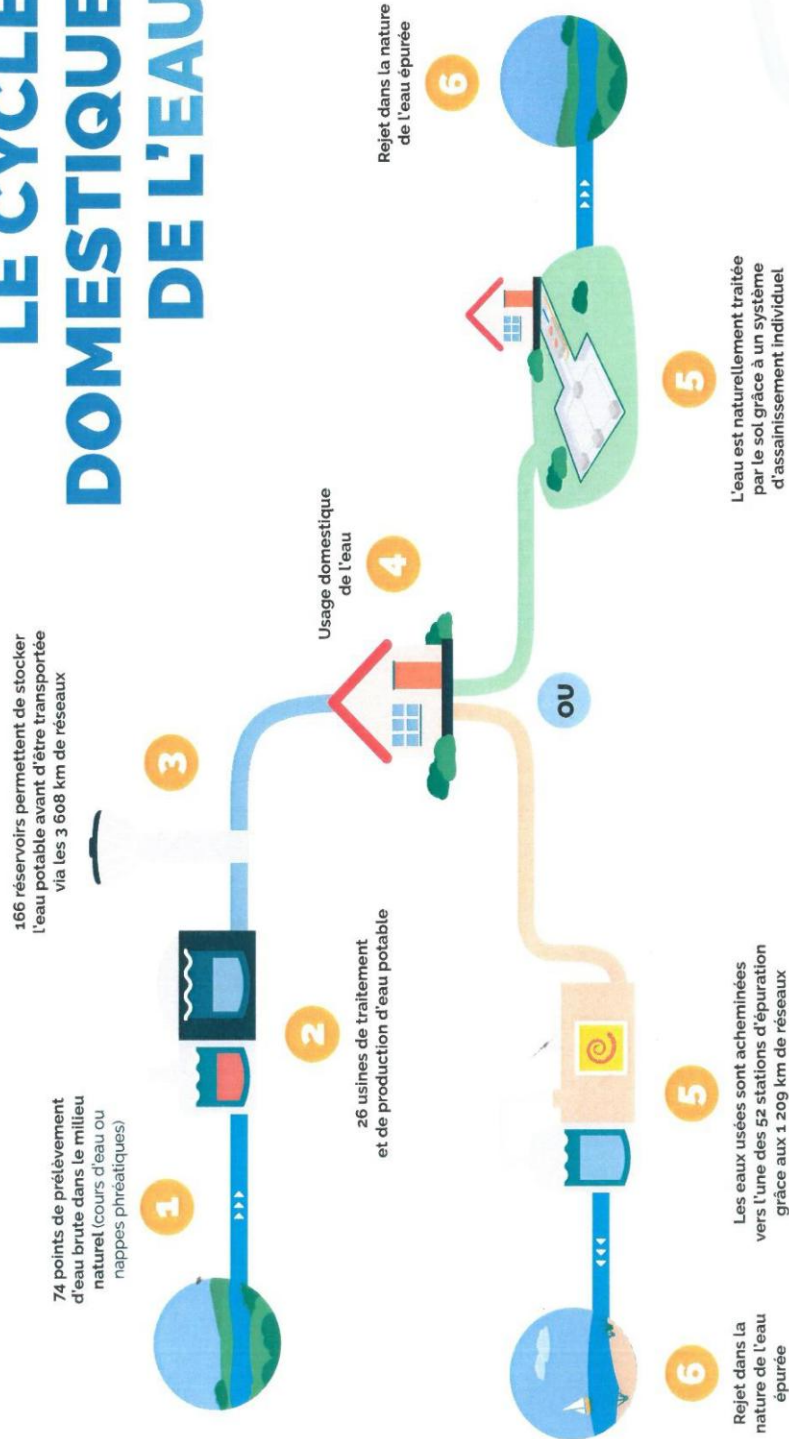 LE CYCLE
DOMESTIQUE
DE L'EAU
1
74 points de prélèvement
d'eau brute dans le milieu
naturel (cours d'eau ou
nappes phréatiques)
2
26 usines de traitement
et de production d'eau potable
3
166 réservoirs permettent de stocker
l'eau potable avant d'être transportée
via les 3 608 km de réseaux
4
Usage domestique
de l'eau
OU
5
Les eaux usées sont acheminées
vers l'une des 52 stations d'épuration
grâce aux 1 209 km de réseaux
6
Rejet dans la
nature de l'eau
épurée
5
L'eau est naturellement traitée
par le sol grâce à un système
d'assainissement individuel
6
Rejet dans la nature
de l'eau épurée